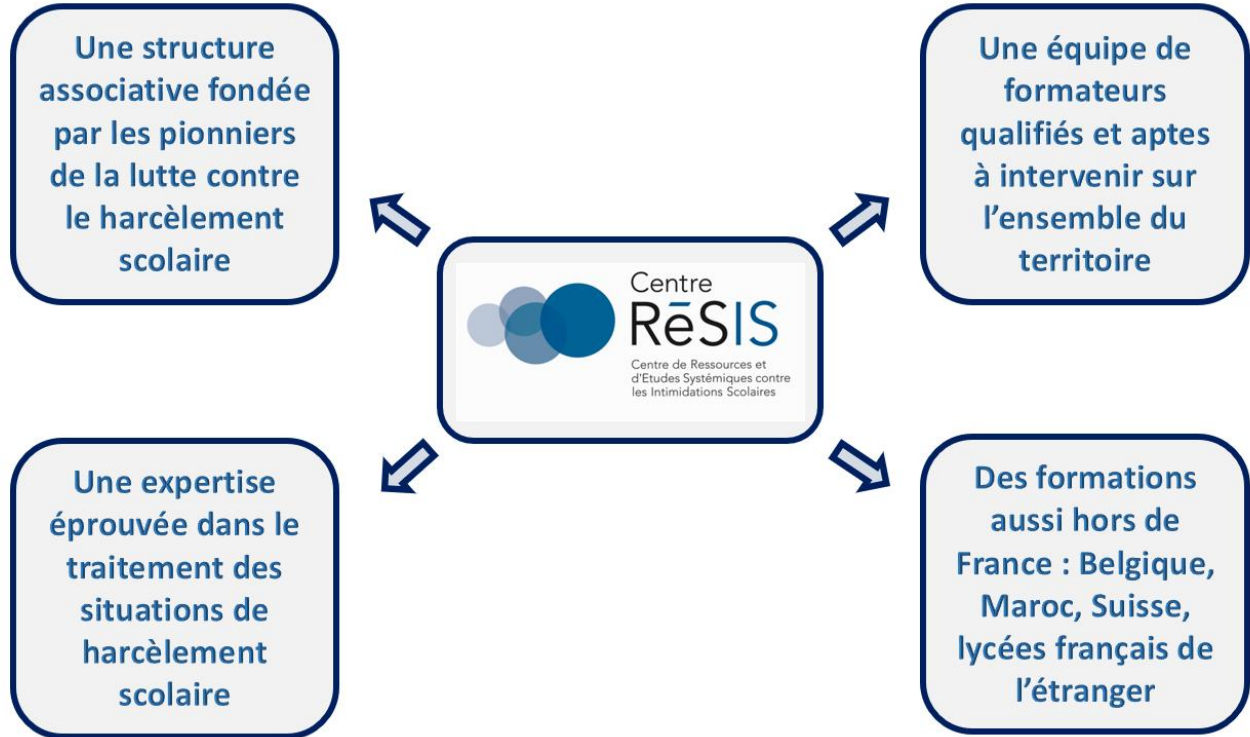 Une structure
associative fondée
par les pionniers
de la lutte contre
le harcèlement
scolaire
Une équipe de
formateurs
qualifiés et aptes
à intervenir sur
l’ensemble du
territoire
Centre
RēSIS
Centre de Ressources et
d'Etudes Systémiques contre
les Intimidations Scolaires
Une expertise
éprouvée dans le
traitement des
situations de
harcèlement
scolaire
Des formations
aussi hors de
France : Belgique,
Maroc, Suisse,
lycées français de
l’étranger